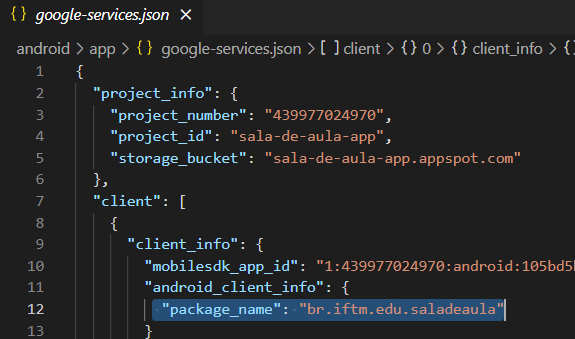 {} google-services.json ×
android > app > {} google-services.json > [ ] client > {} 0 > {} client_info > {}
1 {
2 "project_info": {
3 "project_number": "439977024970",
4 "project_id": "sala-de-aula-app",
5 "storage_bucket": "sala-de-aula-app.appspot.com"
6 },
7 "client": [
8 {
9 "client_info": {
10 "mobilesdk_app_id": "1:439977024970:android:105bd5
11 "android_client_info": {
12 "package_name": "br.iftm.edu.saladeaula"
13 }